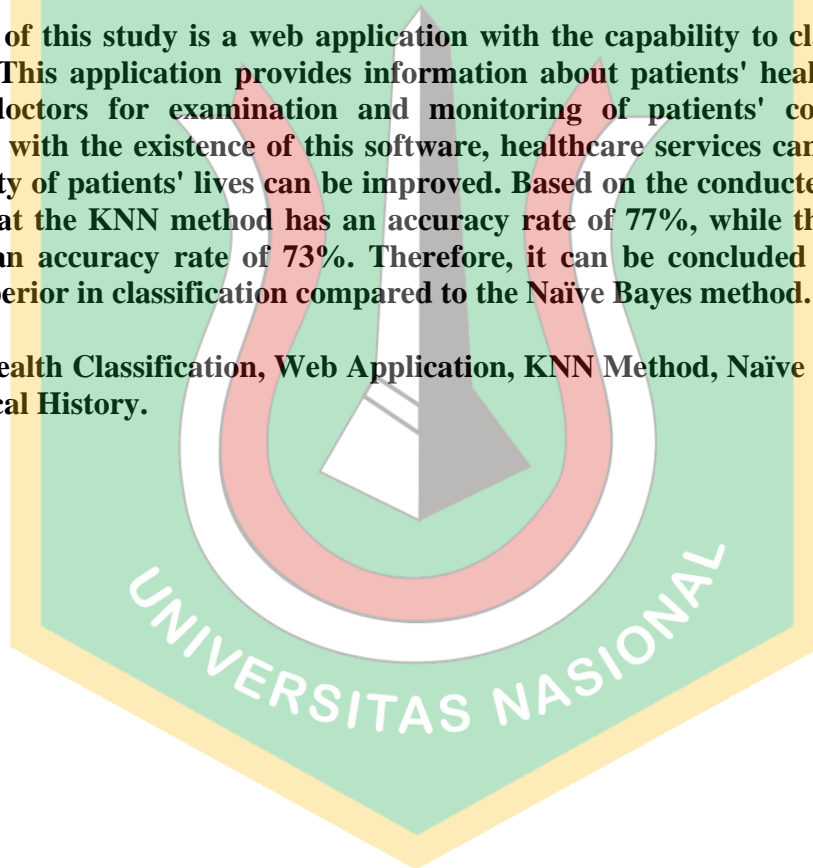 of this study is a web application with the capability to cl
This application provides information about patients' heal
doctors for examination and monitoring of patients' co
with the existence of this software, healthcare services can
ty of patients' lives can be improved. Based on the conducte
at the KNN method has an accuracy rate of 77%, while th
an accuracy rate of 73%. Therefore, it can be concluded
perior in classification compared to the Naïve Bayes method.
ealth Classification, Web Application, KNN Method, Naïve
cal History.
UNIVERSITAS NASIONAL